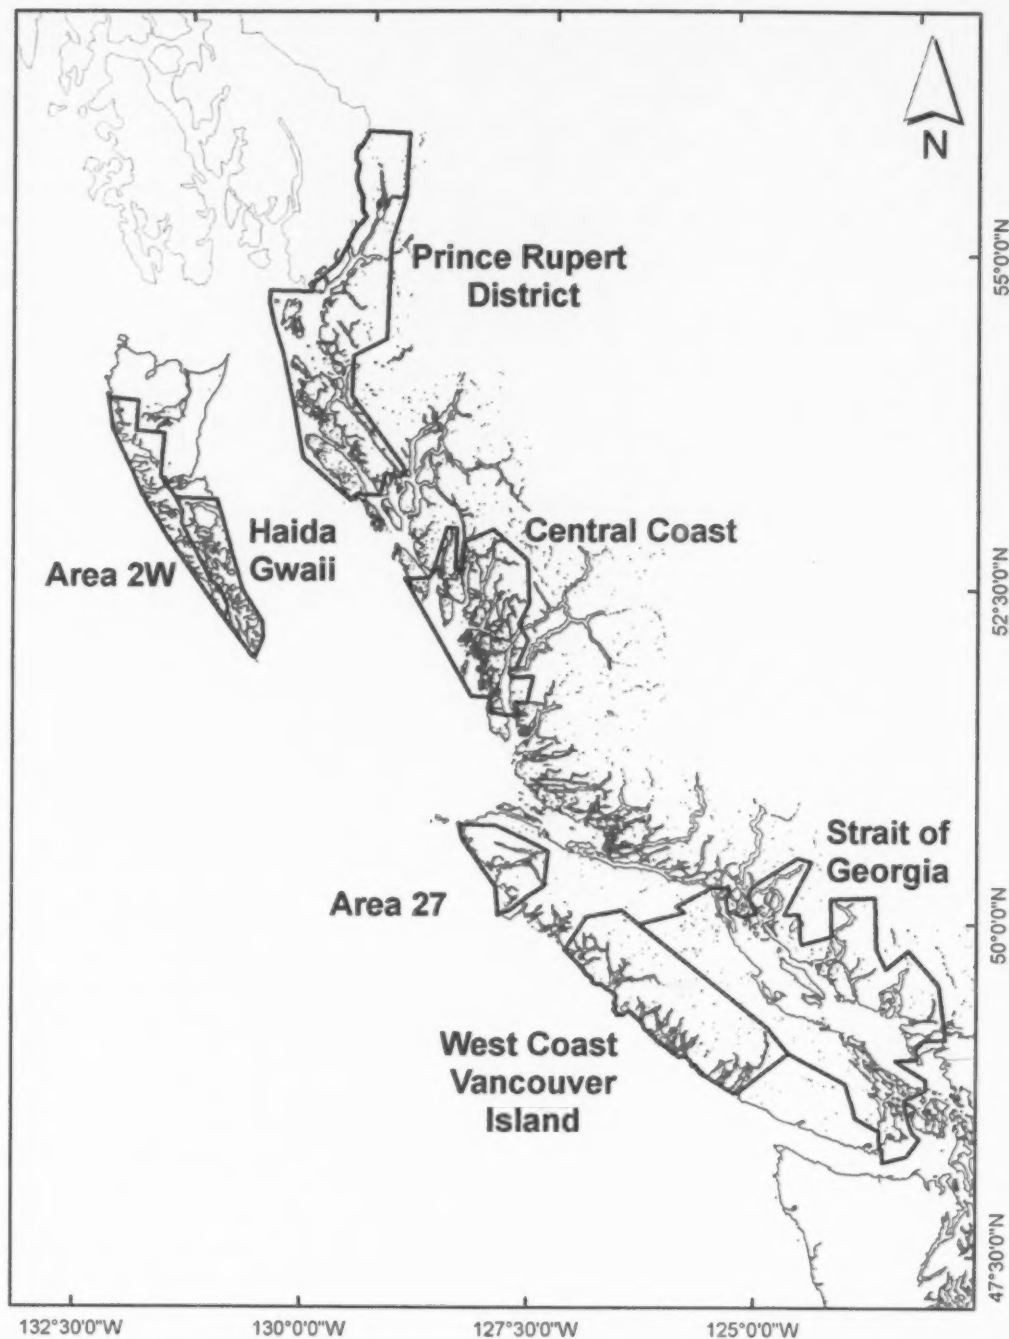 N
Prince Rupert
District
55°0'0"N
Haida
Gwaii
Central Coast
Area 2W
52°30'0"N
Strait of
Georgia
Area 27
50°0'0"N
West Coast
Vancouver
Island
47°30'0"N
132°30'0"W
130°0'0"W
127°30'0"W
125°0'0"W